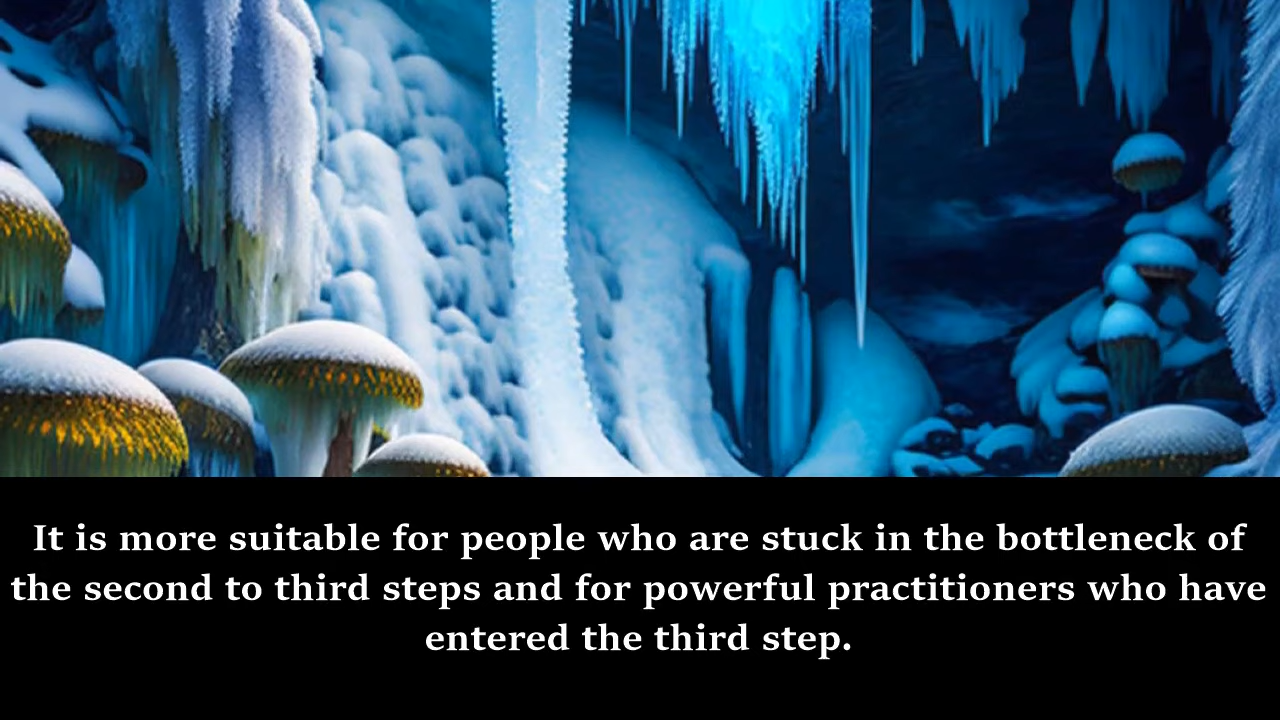 It is more suitable for people who are stuck in the bottleneck of
the second to third steps and for powerful practitioners who have
entered the third step.